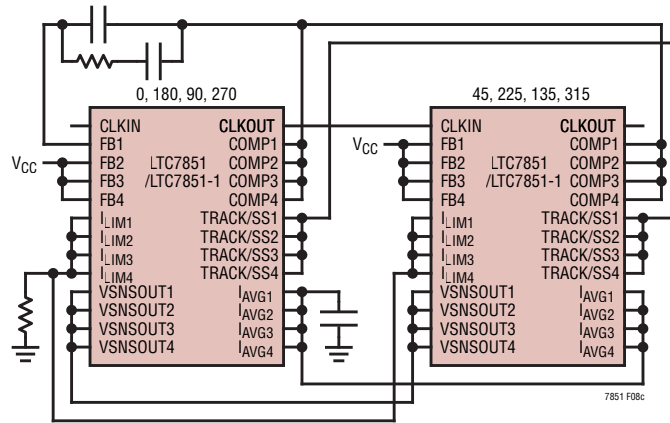 0, 180, 90, 270
45, 225, 135, 315
CLKIN
FB1
FB2
FB3
FB4
ILIM1
ILIM2
ILIM3
ILIM4
VSNSOUT1
VSNSOUT2
VSNSOUT3
VSNSOUT4
VCC
LTC7851
/LTC7851-1
CLKOUT
COMP1
COMP2
COMP3
COMP4
TRACK/SS1
TRACK/SS2
TRACK/SS3
TRACK/SS4
IAVG1
IAVG2
IAVG3
IAVG4
VCC
CLKIN
FB1
FB2
FB3
FB4
ILIM1
ILIM2
ILIM3
ILIM4
VSNSOUT1
VSNSOUT2
VSNSOUT3
VSNSOUT4
LTC7851
/LTC7851-1
CLKOUT
COMP1
COMP2
COMP3
COMP4
TRACK/SS1
TRACK/SS2
TRACK/SS3
TRACK/SS4
IAVG1
IAVG2
IAVG3
IAVG4
7851 F08c